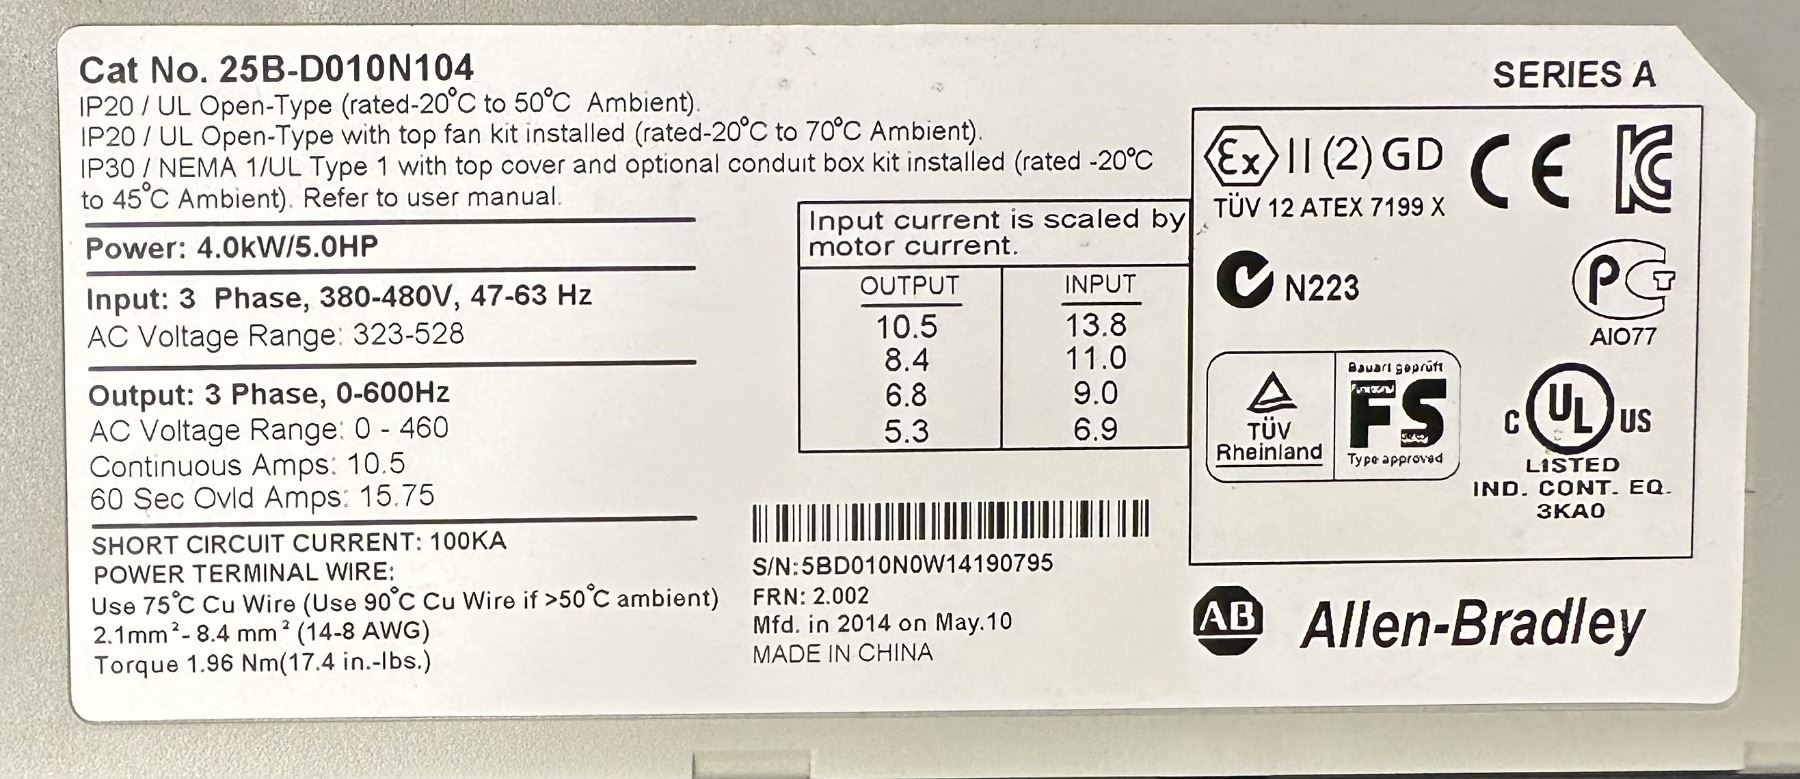 Cat No. 25B-D010N104
IP20 / UL Open-Type (rated-20°C to 50°C Ambient).
IP20 / UL Open-Type with top fan kit installed (rated-20°C to 70°C Ambient).
IP30 / NEMA 1/UL Type 1 with top cover and optional conduit box kit installed (rated -20°C
to 45°C Ambient). Refer to user manual.
Power: 4.0kW/5.0HP
Input: 3 Phase, 380-480V, 47-63 Hz
AC Voltage Range: 323-528
Output: 3 Phase, 0-600Hz
AC Voltage Range: 0 - 460
Continuous Amps: 10.5
60 Sec Ovld Amps: 15.75
SHORT CIRCUIT CURRENT: 100KA
POWER TERMINAL WIRE:
Use 75°C Cu Wire (Use 90°C Cu Wire if >50°C ambient)
2.1mm²- 8.4 mm² (14-8 AWG)
Torque 1.96 Nm(17.4 in.-lbs.)
Input current is scaled by
motor current.
OUTPUT INPUT
10.5 13.8
8.4 11.0
6.8 9.0
5.3 6.9
S/N:5BD010N0W14190795
FRN: 2.002
Mfd. in 2014 on May.10
MADE IN CHINA
SERIES A
Ex II (2) GD CE
TÜV 12 ATEX 7199 X
N223
AIO77
TÜV
Rheinland
Bauart geprüft
Functional
FS
Type approved
C UL US
LISTED
IND. CONT. EQ.
3KA0
AB Allen-Bradley